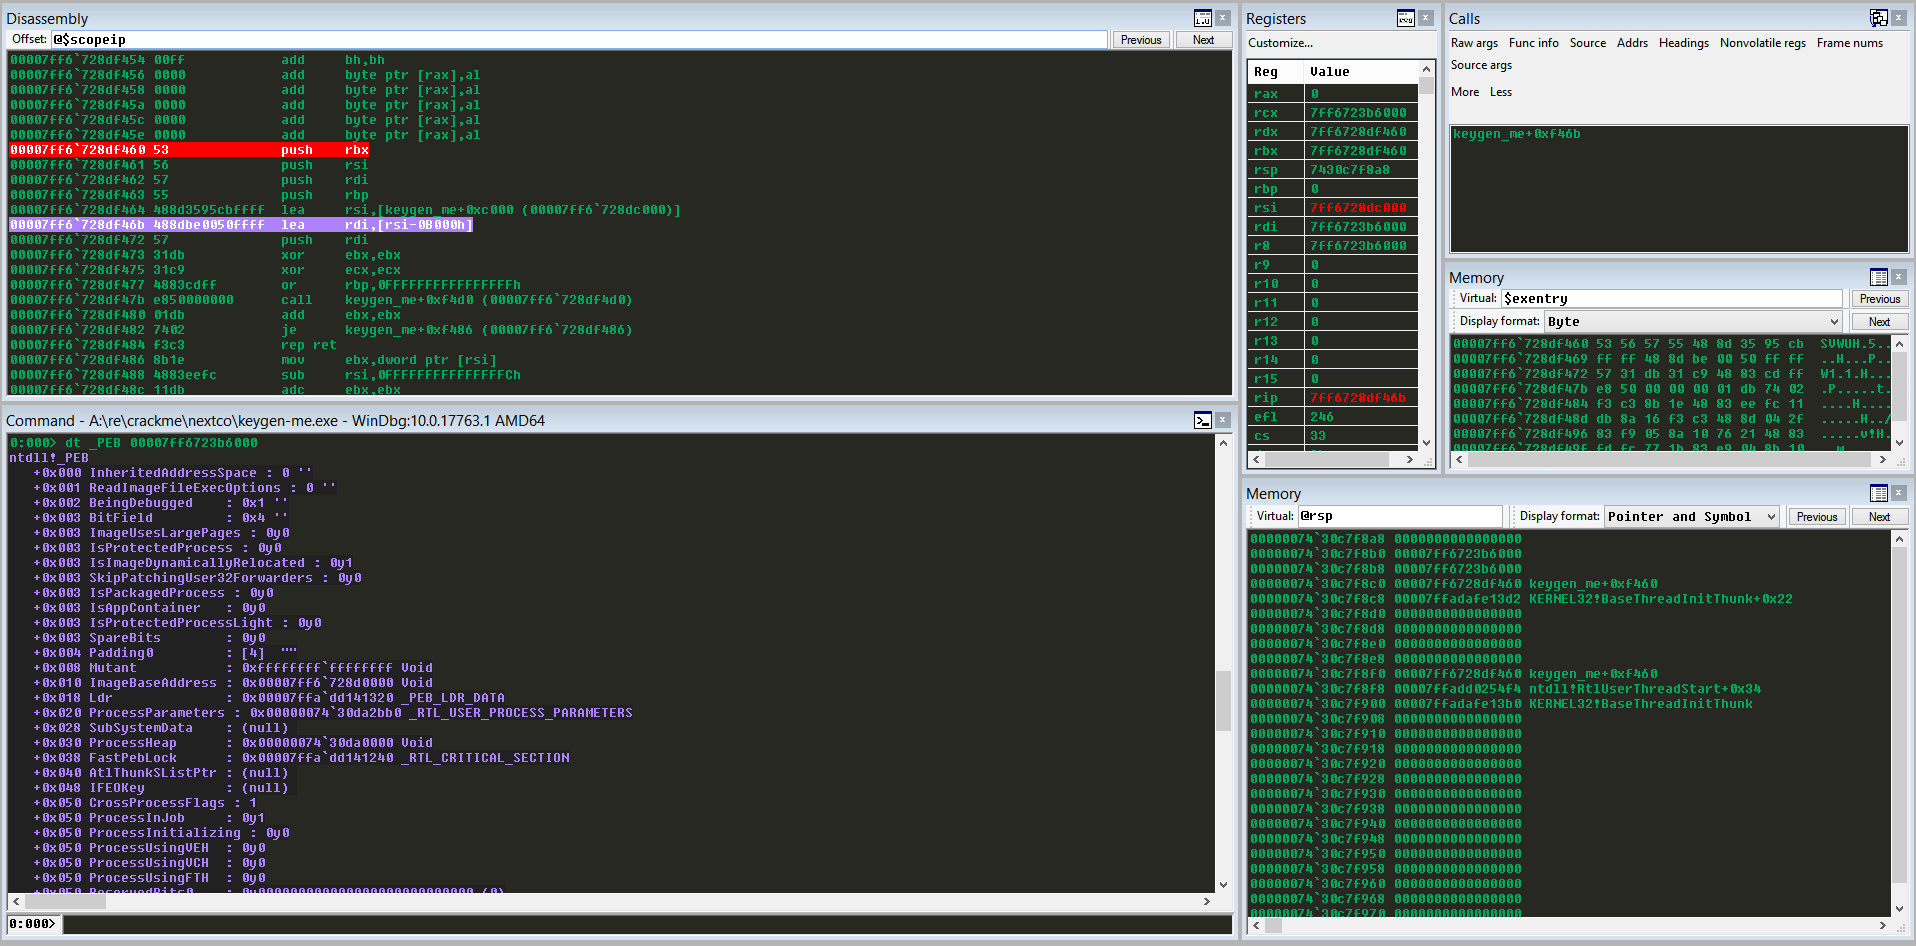 Disassembly
Offset: @$scopeip Previous Next
00007ff6`728df454 00ff add bh,bh
00007ff6`728df456 0000 add byte ptr [rax],al
00007ff6`728df458 0000 add byte ptr [rax],al
00007ff6`728df45a 0000 add byte ptr [rax],al
00007ff6`728df45c 0000 add byte ptr [rax],al
00007ff6`728df45e 0000 add byte ptr [rax],al
00007ff6`728df460 53 push rbx
00007ff6`728df461 56 push rsi
00007ff6`728df462 57 push rdi
00007ff6`728df463 55 push rbp
00007ff6`728df464 488d3595cbffff lea rsi,[keygen_me+0xc000 (00007ff6`728dc000)]
00007ff6`728df46b 488dbe0050ffff lea rdi,[rsi-0B000h]
00007ff6`728df472 57 push rdi
00007ff6`728df473 31db xor ebx,ebx
00007ff6`728df475 31c9 xor ecx,ecx
00007ff6`728df477 4883cdff or rbp,0FFFFFFFFFFFFFFFFh
00007ff6`728df47b e850000000 call keygen_me+0xf4d0 (00007ff6`728df4d0)
00007ff6`728df480 01db add ebx,ebx
00007ff6`728df482 7402 je keygen_me+0xf486 (00007ff6`728df486)
00007ff6`728df484 f3c3 rep ret
00007ff6`728df486 8b1e mov ebx,dword ptr [rsi]
00007ff6`728df488 4883eefc sub rsi,0FFFFFFFFFFFFFFFCh
00007ff6`728df48c 11db adc ebx,ebx
Command - A:\re\crackme\nextco\keygen-me.exe - WinDbg:10.0.17763.1 AMD64
0:000> dt _PEB 00007ff6723b6000
ntdll!_PEB
+0x000 InheritedAddressSpace : 0 ''
+0x001 ReadImageFileExecOptions : 0 ''
+0x002 BeingDebugged : 0x1 ''
+0x003 BitField : 0x4 ''
+0x003 ImageUsesLargePages : 0y0
+0x003 IsProtectedProcess : 0y0
+0x003 IsImageDynamicallyRelocated : 0y1
+0x003 SkipPatchingUser32Forwarders : 0y0
+0x003 IsPackagedProcess : 0y0
+0x003 IsAppContainer : 0y0
+0x003 IsProtectedProcessLight : 0y0
+0x003 SpareBits : 0y0
+0x004 Padding0 : [4] ""
+0x008 Mutant : 0xffffffff`ffffffff Void
+0x010 ImageBaseAddress : 0x00007ff6`728d0000 Void
+0x018 Ldr : 0x00007ffa`dd141320 _PEB_LDR_DATA
+0x020 ProcessParameters : 0x00000074`30da2bb0 _RTL_USER_PROCESS_PARAMETERS
+0x028 SubSystemData : (null)
+0x030 ProcessHeap : 0x00000074`30da0000 Void
+0x038 FastPebLock : 0x00007ffa`dd141240 _RTL_CRITICAL_SECTION
+0x040 AtlThunkSListPtr : (null)
+0x048 IFEOKey : (null)
+0x050 CrossProcessFlags : 1
+0x050 ProcessInJob : 0y1
+0x050 ProcessInitializing : 0y0
+0x050 ProcessUsingVEH : 0y0
+0x050 ProcessUsingVCH : 0y0
+0x050 ProcessUsingFTH : 0y0
0:000>
Registers
Customize...
Reg Value
rax 0
rcx 7ff6723b6000
rdx 7ff6728df460
rbx 7ff6728df460
rsp 7430c7f8a8
rbp 0
rsi 7ff6728dc000
rdi 7ff6723b6000
r8 7ff6723b6000
r9 0
r10 0
r11 0
r12 0
r13 0
r14 0
r15 0
rip 7ff6728df46b
efl 246
cs 33
Calls
Raw args Func info Source Addrs Headings Nonvolatile regs Frame nums
Source args
More Less
keygen_me+0xf46b
Memory
Virtual: $exentry Previous
Display format: Byte Next
00007ff6`728df460 53 56 57 55 48 8d 35 95 cb SVWUH.5..
00007ff6`728df469 ff ff 48 8d be 00 50 ff ff ..H...P..
00007ff6`728df472 57 31 db 31 c9 48 83 cd ff W1.1.H...
00007ff6`728df47b e8 50 00 00 00 01 db 74 02 .P.....t.
00007ff6`728df484 f3 c3 8b 1e 48 83 ee fc 11 ....H....
00007ff6`728df48d db 8a 16 f3 c3 48 8d 04 2f .....H../
00007ff6`728df496 83 f9 05 8a 10 76 21 48 83 .....v!H.
00007ff6`728df49f fd fc 77 1b 83 e9 04 8b 10
Memory
Virtual: @rsp Display format: Pointer and Symbol Previous Next
00000074`30c7f8a8 0000000000000000
00000074`30c7f8b0 00007ff6723b6000
00000074`30c7f8b8 00007ff6723b6000
00000074`30c7f8c0 00007ff6728df460 keygen_me+0xf460
00000074`30c7f8c8 00007ffadafe13d2 KERNEL32!BaseThreadInitThunk+0x22
00000074`30c7f8d0 0000000000000000
00000074`30c7f8d8 0000000000000000
00000074`30c7f8e0 0000000000000000
00000074`30c7f8e8 0000000000000000
00000074`30c7f8f0 00007ff6728df460 keygen_me+0xf460
00000074`30c7f8f8 00007ffadd0254f4 ntdll!RtlUserThreadStart+0x34
00000074`30c7f900 00007ffadafe13b0 KERNEL32!BaseThreadInitThunk
00000074`30c7f908 0000000000000000
00000074`30c7f910 0000000000000000
00000074`30c7f918 0000000000000000
00000074`30c7f920 0000000000000000
00000074`30c7f928 0000000000000000
00000074`30c7f930 0000000000000000
00000074`30c7f938 0000000000000000
00000074`30c7f940 0000000000000000
00000074`30c7f948 0000000000000000
00000074`30c7f950 0000000000000000
00000074`30c7f958 0000000000000000
00000074`30c7f960 0000000000000000
00000074`30c7f968 0000000000000000
00000074`30c7f970 0000000000000000